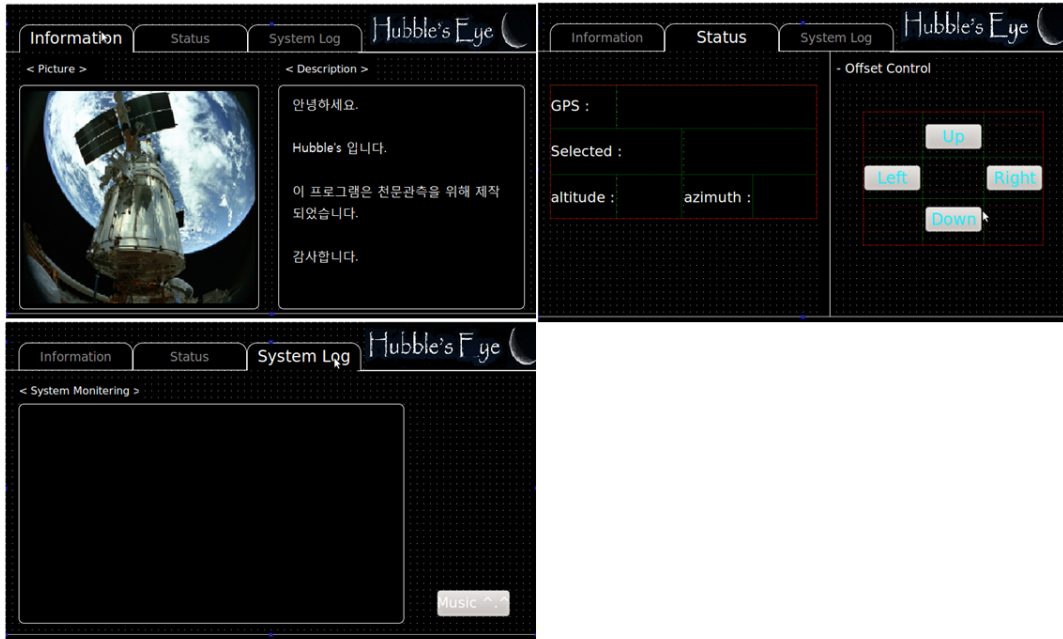 Information Status System Log Hubble's Eye
< Picture > < Description >
안녕하세요.
Hubble's 입니다.
이 프로그램은 천문관측을 위해 제작
되었습니다.
감사합니다.
Information Status System Log Hubble's Eye
- Offset Control
GPS :
Selected :
altitude : azimuth :
Up
Left Right
Down
Information Status System Log Hubble's Eye
< System Monitering >
Music ^.^